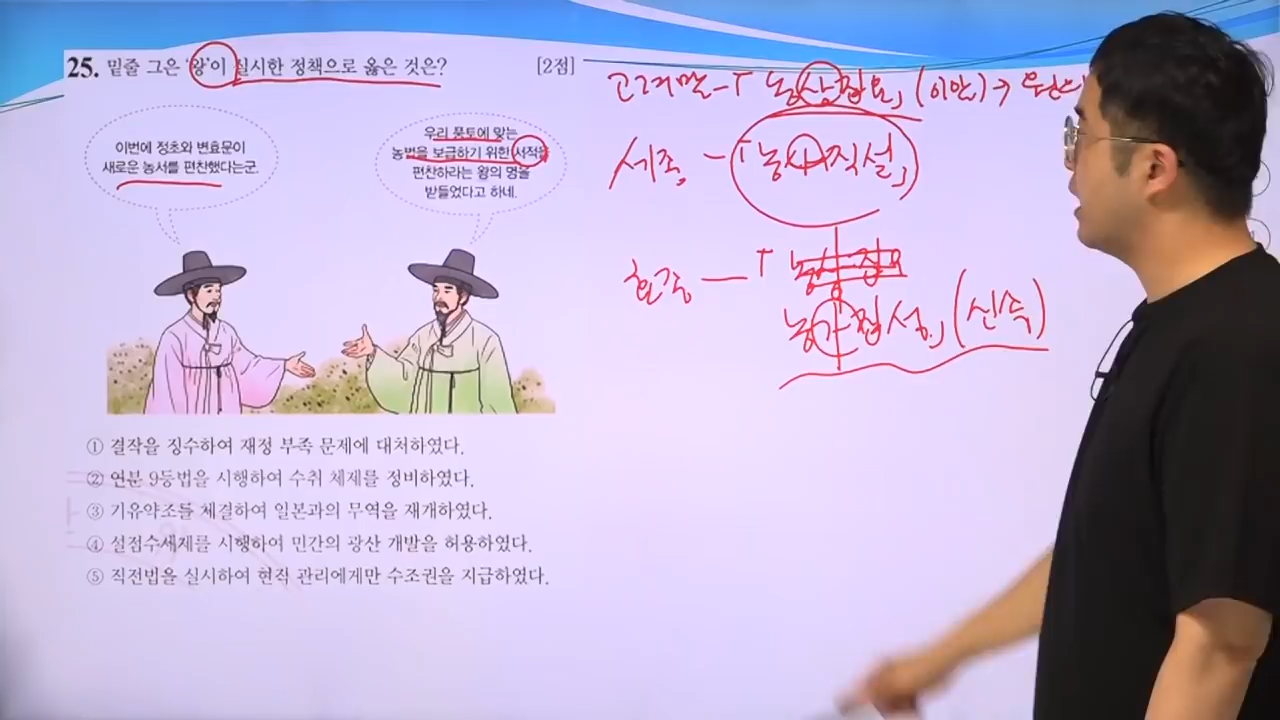 25. 밑줄 그은 '왕'이 실시한 정책으로 옳은 것은? [2점]
이번에 정초와 변효문이
새로운 농서를 편찬했다는군.
우리 풍토에 맞는
농법을 보급하기 위한 서적을
편찬하라는 왕의 명을
받들었다고 하네.
① 결작을 징수하여 재정 부족 문제에 대처하였다.
② 연분 9등법을 시행하여 수취 체제를 정비하였다.
③ 기유약조를 체결하여 일본과의 무역을 재개하였다.
④ 설점수세제를 시행하여 민간의 광산 개발을 허용하였다.
⑤ 직전법을 실시하여 현직 관리에게만 수조권을 지급하였다.
고려말 -「농상집요」(이암) →
세종 -「농사직설」
효종 -「농상집요
농가집성」(신속)